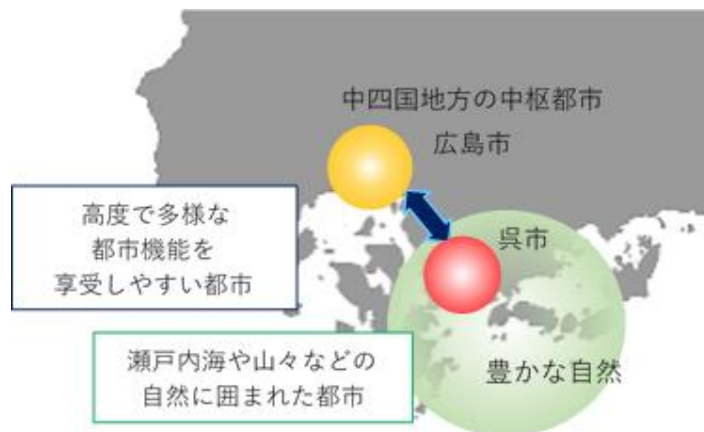 中四国地方の中枢都市
広島市
高度で多様な
都市機能を
享受しやすい都市
呉市
瀬戸内海や山々などの
自然に囲まれた都市
豊かな自然